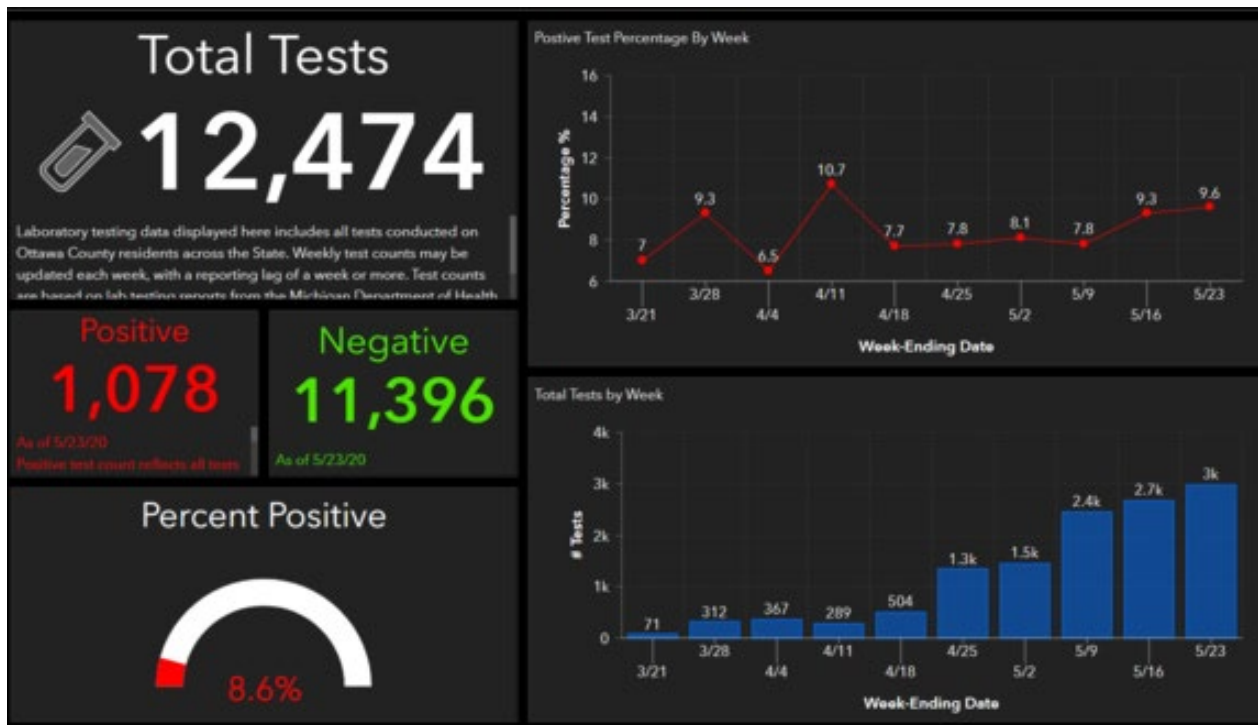 Total Tests
12,474
Laboratory testing data displayed here includes all tests conducted on
Ottawa County residents across the State. Weekly test counts may be
updated each week, with a reporting lag of a week or more. Test counts
are based on lab testing reports from the Michigan Department of Health
Positive
1,078
As of 5/23/20
Positive test count reflects all tests
Negative
11,396
As of 5/23/20
Percent Positive
8.6%
Postive Test Percentage By Week
Percentage %
16
14
12
10
8
6
7
9.3
6.5
10.7
7.7
7.8
8.1
7.8
9.3
9.6
3/21
3/28
4/4
4/11
4/18
4/25
5/2
5/9
5/16
5/23
Week-Ending Date
Total Tests by Week
# Tests
4k
3k
2k
1k
0
71
312
367
289
504
1.3k
1.5k
2.4k
2.7k
3k
3/21
3/28
4/4
4/11
4/18
4/25
5/2
5/9
5/16
5/23
Week-Ending Date